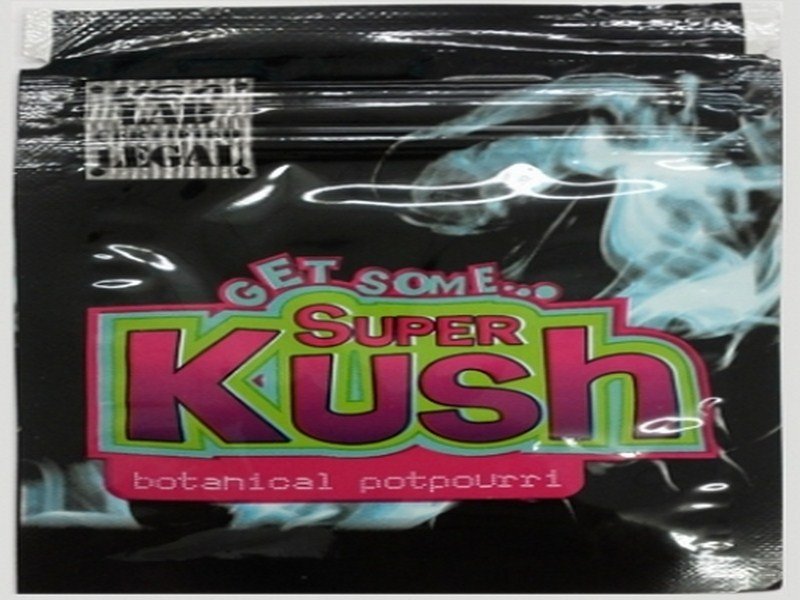 LEGAL!
GET SOME...
SUPER
Kush
botanical potpourri